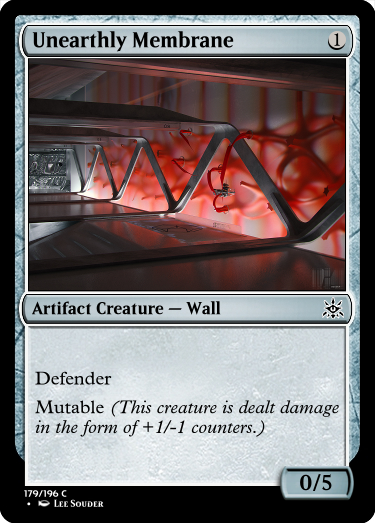 Unearthly Membrane 1
Artifact Creature — Wall
Defender
Mutable (This creature is dealt damage
in the form of +1/-1 counters.)
0/5
179/196 C
• Lee Souder